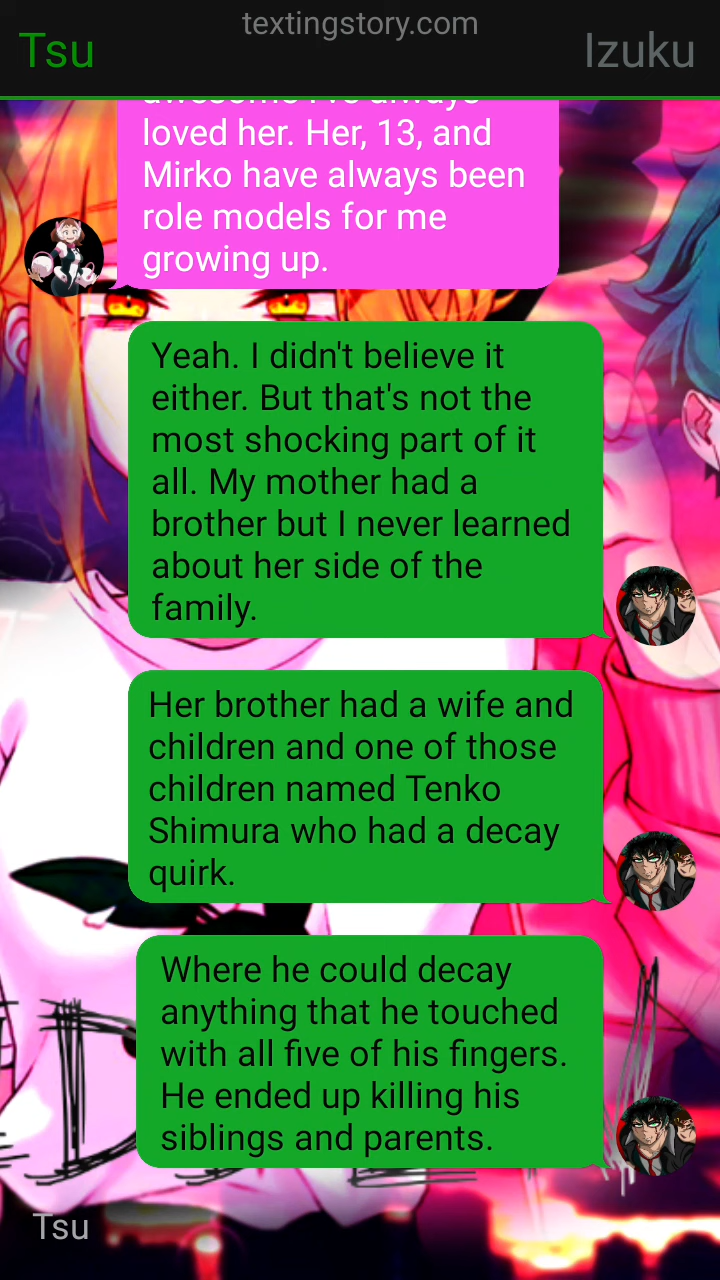 textingstory.com
Tsu
Izuku
awesome I've always
loved her. Her, 13, and
Mirko have always been
role models for me
growing up.
Yeah. I didn't believe it
either. But that's not the
most shocking part of it
all. My mother had a
brother but I never learned
about her side of the
family.
Her brother had a wife and
children and one of those
children named Tenko
Shimura who had a decay
quirk.
Where he could decay
anything that he touched
with all five of his fingers.
He ended up killing his
siblings and parents.
Tsu